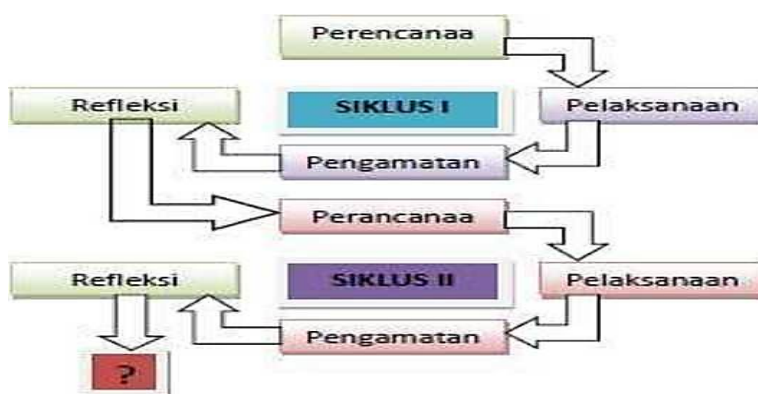 Perencanaa
Refleksi
SIKLUS I
Pelaksanaan
Pengamatan
Perancanaa
Refleksi
SIKLUS II
Pelaksanaan
Pengamatan
?